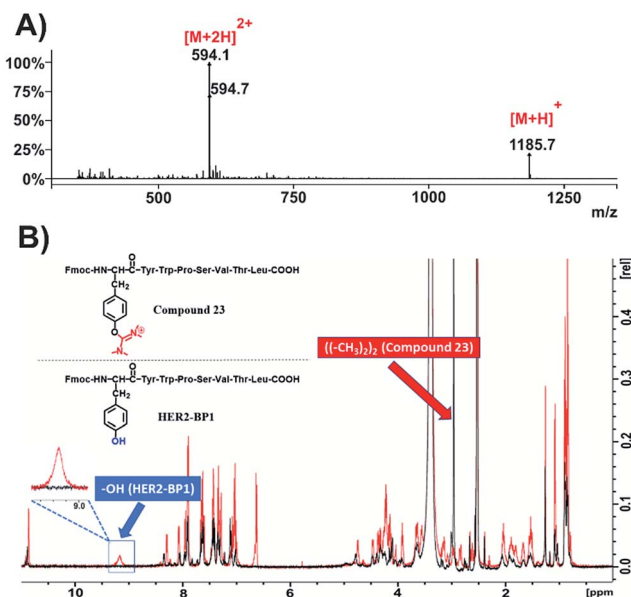 A)
[M+2H]2+
594.1
594.7
100%
75%
50%
25%
0%
[M+H]+
1185.7
500
750
1000
1250
m/z
B)
O
Fmoc-HN-CH-C-Tyr-Trp-Pro-Ser-Val-Thr-Leu-COOH
CH2
Compound 23
O
N
N
((-CH3)2)2 (Compound 23)
O
Fmoc-HN-CH-C-Tyr-Trp-Pro-Ser-Val-Thr-Leu-COOH
CH2
HER2-BP1
OH
-OH (HER2-BP1)
9.0
[rel]
0.4
0.3
0.2
0.1
0.0
10
8
6
4
2
[ppm]